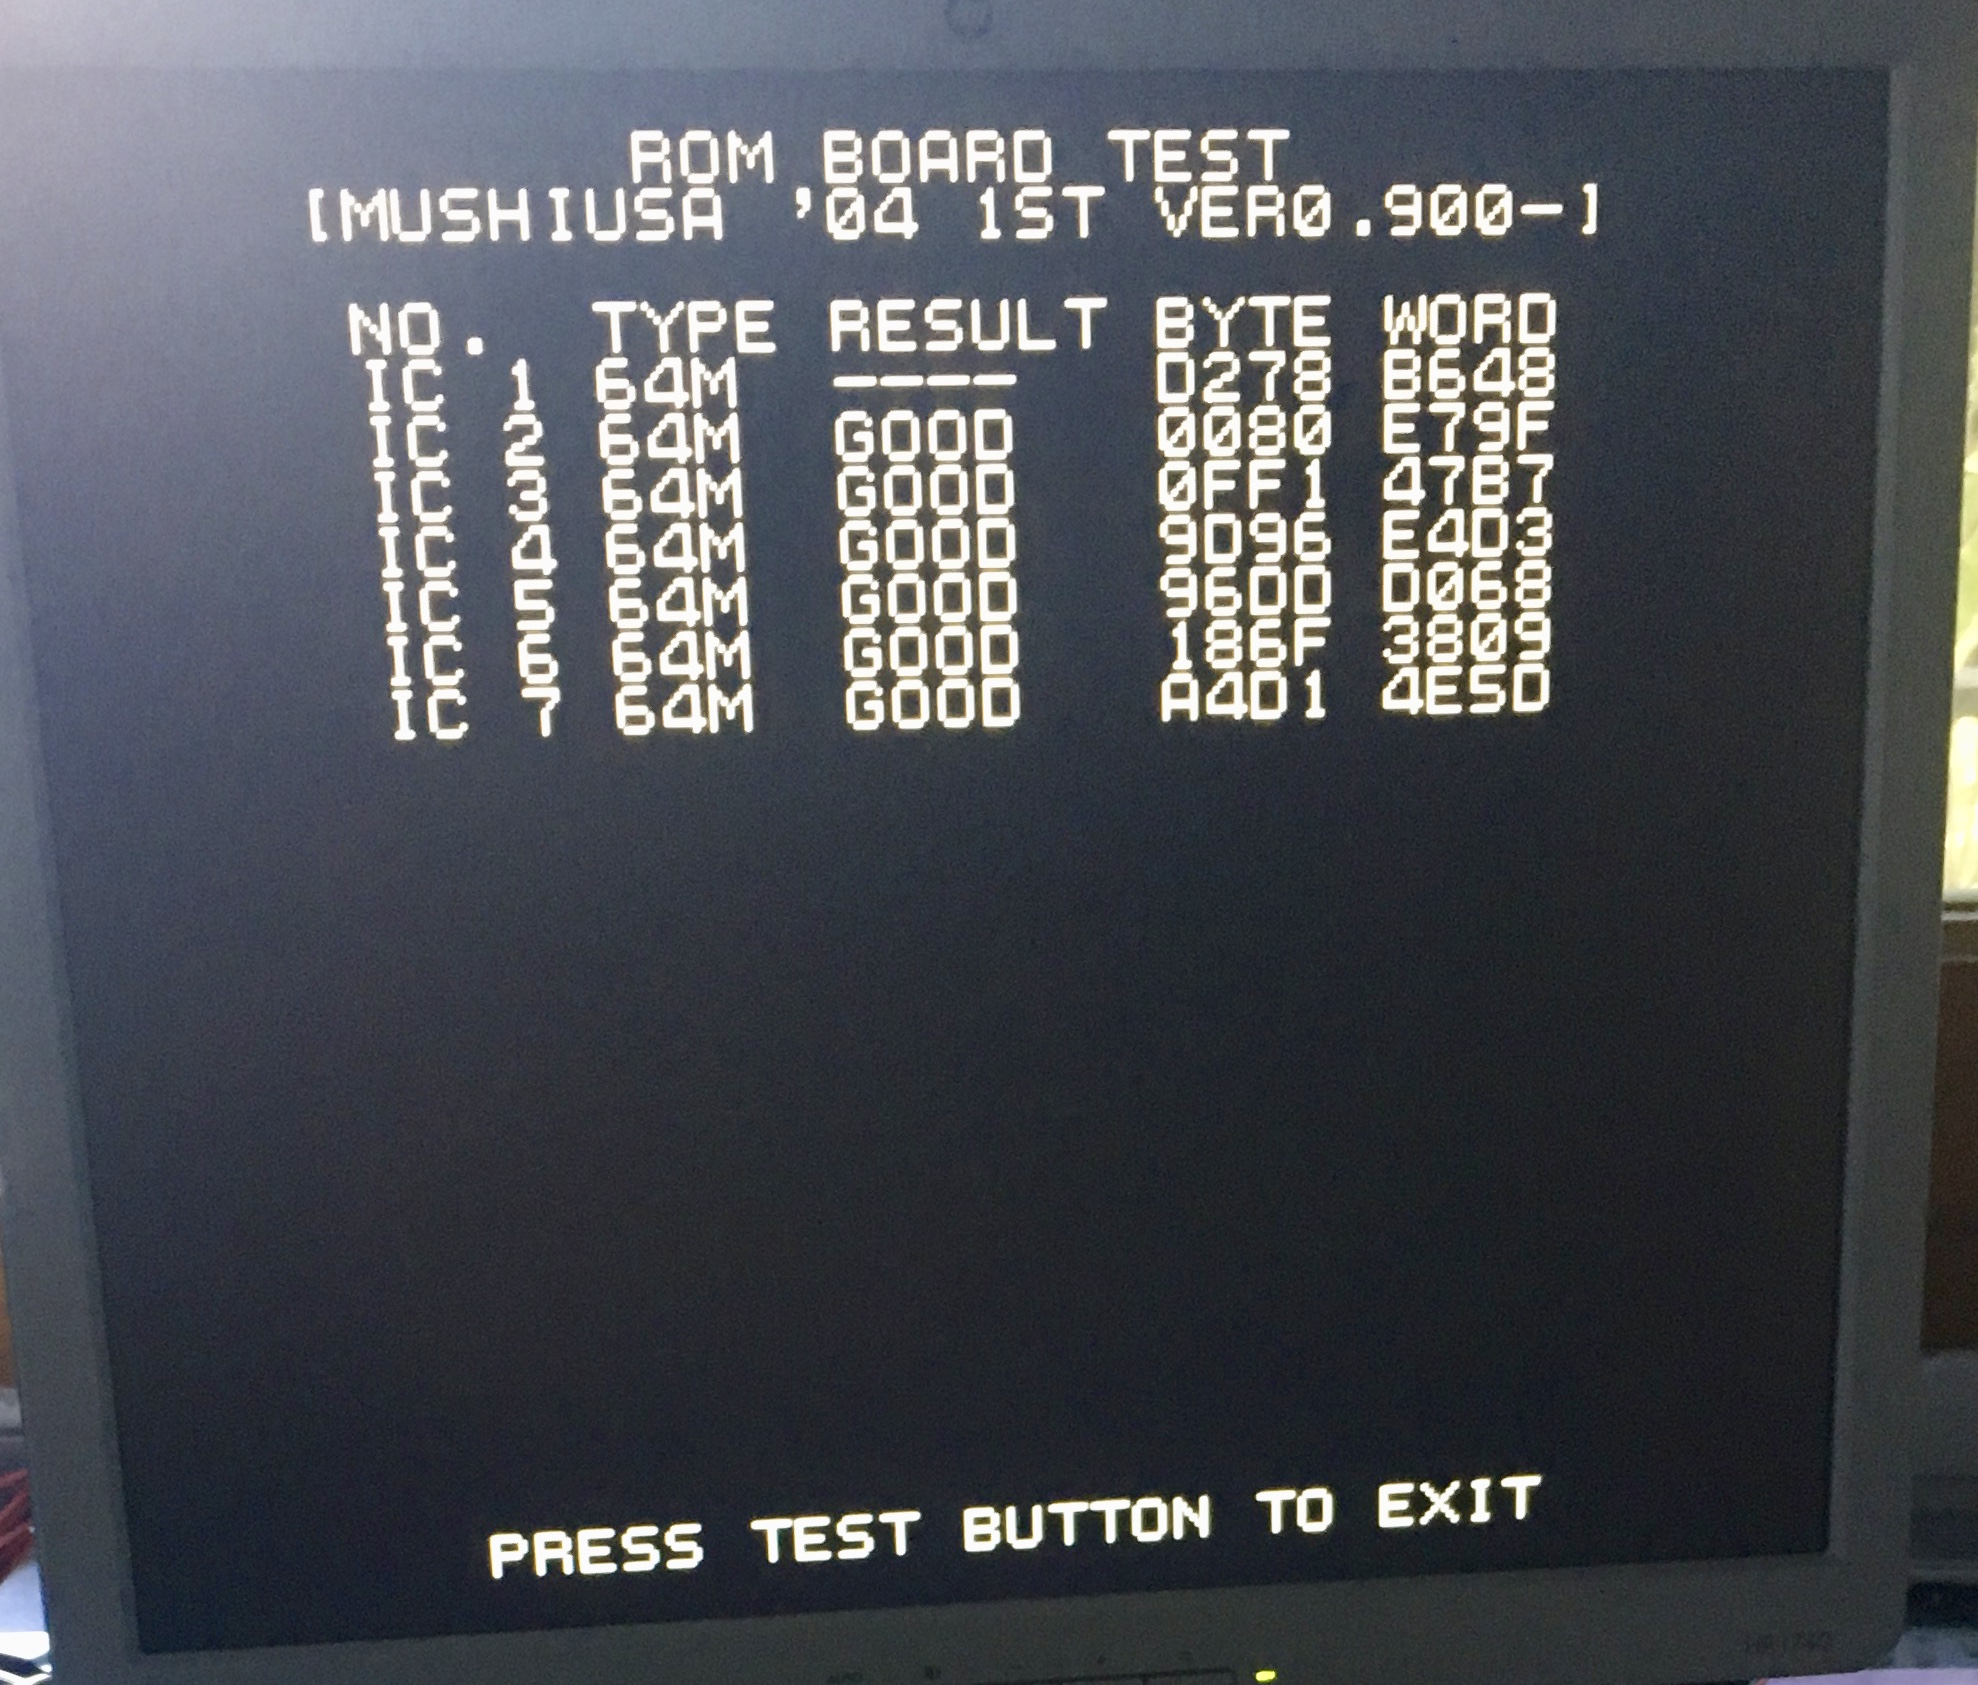 ROM BOARD TEST
[MUSHIUSA '04 1ST VER0.900-]
NO. TYPE RESULT BYTE WORD
IC 1 64M ---- D278 B648
IC 2 64M GOOD 0080 E79F
IC 3 64M GOOD 0FF1 47B7
IC 4 64M GOOD 9D96 E4D3
IC 5 64M GOOD 96DD D068
IC 6 64M GOOD 186F 3809
IC 7 64M GOOD A4D1 4E5D
PRESS TEST BUTTON TO EXIT